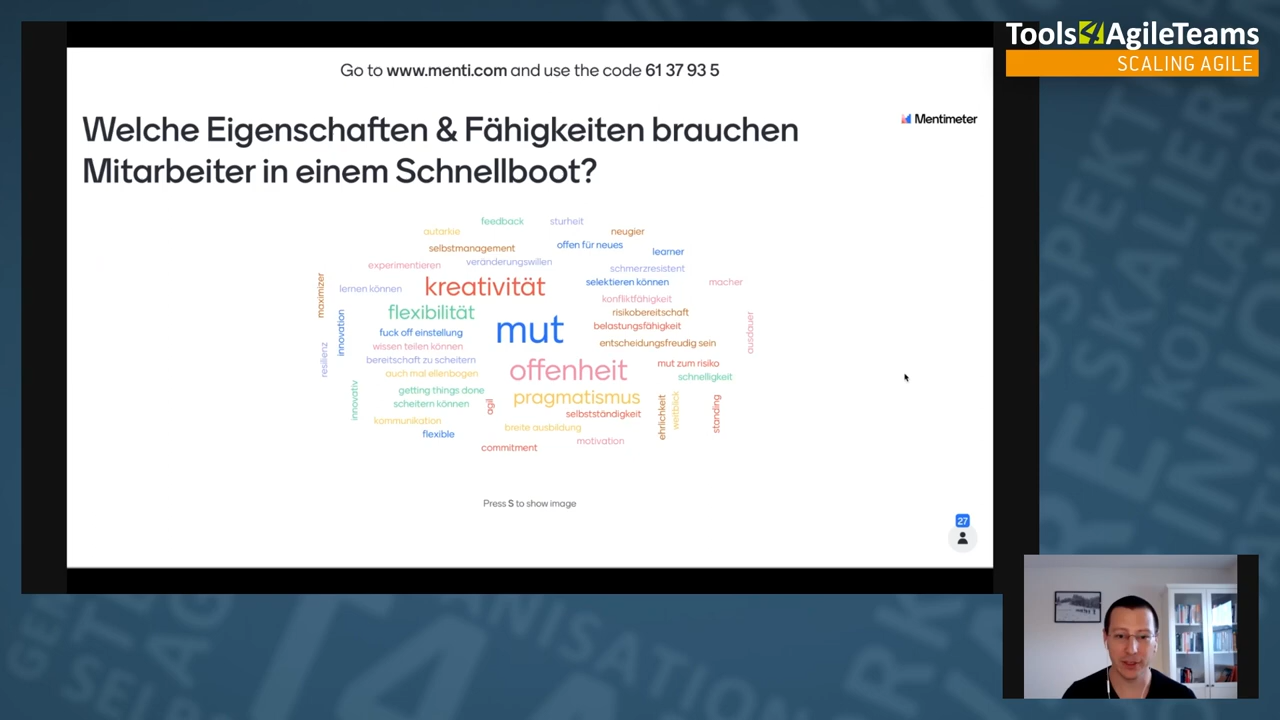 Tools4AgileTeams
SCALING AGILE
Go to www.menti.com and use the code 61 37 93 5
Welche Eigenschaften & Fähigkeiten brauchen
Mitarbeiter in einem Schnellboot?
Mentimeter
feedback
sturheit
autarkie
neugier
selbstmanagement
offen für neues
learner
experimentieren
veränderungswillen
schmerzresistent
maximizer
lernen können
kreativität
selektieren können
macher
konfliktfähigkeit
flexibilität
risikobereitschaft
innovation
fuck off einstellung
mut
belastungsfähigkeit
ausdauer
resilienz
wissen teilen können
entscheidungsfreudig sein
bereitschaft zu scheitern
offenheit
mut zum risiko
auch mal ellenbogen
schnelligkeit
innovativ
getting things done
pragmatismus
scheitern können
agil
selbstständigkeit
ehrlichkeit
weitblick
standing
kommunikation
breite ausbildung
flexible
motivation
commitment
Press S to show image
27